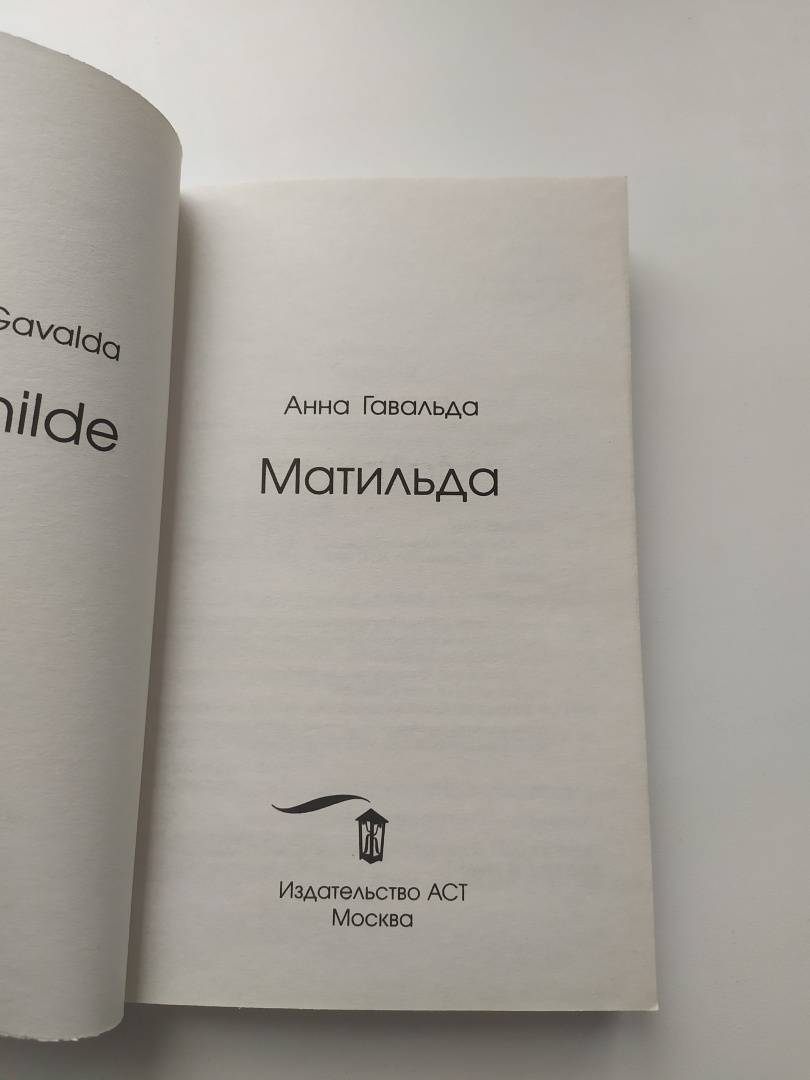 Gavalda
hilde
Анна Гавальда
Матильда
Ж
Издательство АСТ
Москва